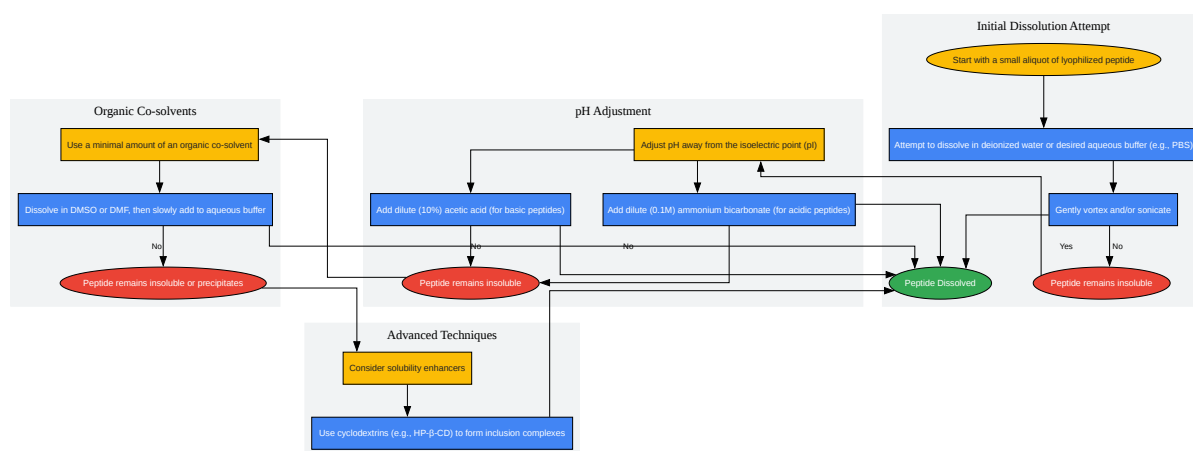 Initial Dissolution Attempt
Start with a small aliquot of lyophilized peptide
Organic Co-solvents
pH Adjustment
Use a minimal amount of an organic co-solvent
Adjust pH away from the isoelectric point (pI)
Attempt to dissolve in deionized water or desired aqueous buffer (e.g., PBS)
Dissolve in DMSO or DMF, then slowly add to aqueous buffer
Add dilute (10%) acetic acid (for basic peptides)
Add dilute (0.1M) ammonium bicarbonate (for acidic peptides)
Gently vortex and/or sonicate
No
No
No
Yes
No
Peptide remains insoluble or precipitates
Peptide remains insoluble
Peptide Dissolved
Peptide remains insoluble
Advanced Techniques
Consider solubility enhancers
Use cyclodextrins (e.g., HP-β-CD) to form inclusion complexes